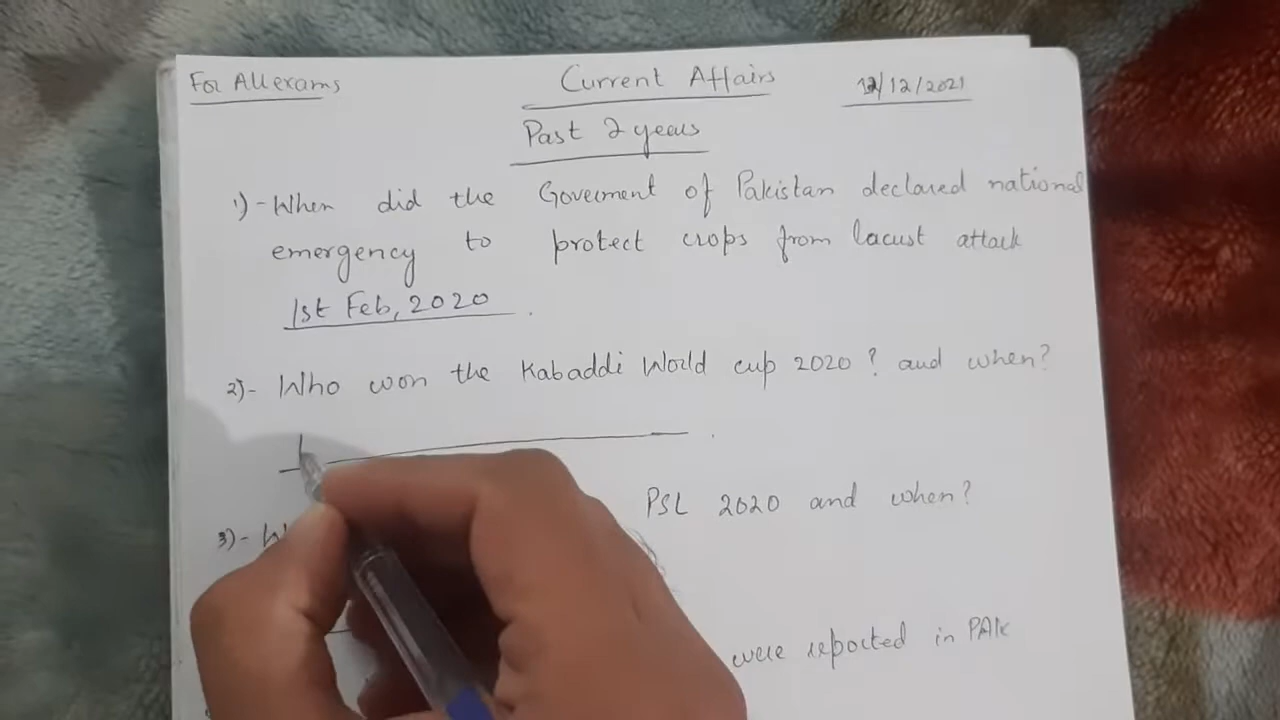 For All exams
Current Affairs
12/12/2021
Past 2 years
1)- When did the Goverment of Pakistan declared national
emergency to protect crops from lacust attack
1st Feb, 2020 .
2)- Who won the Kabaddi World cup 2020 ? and when?
3)- W PSL 2020 and when?
were reported in PAK